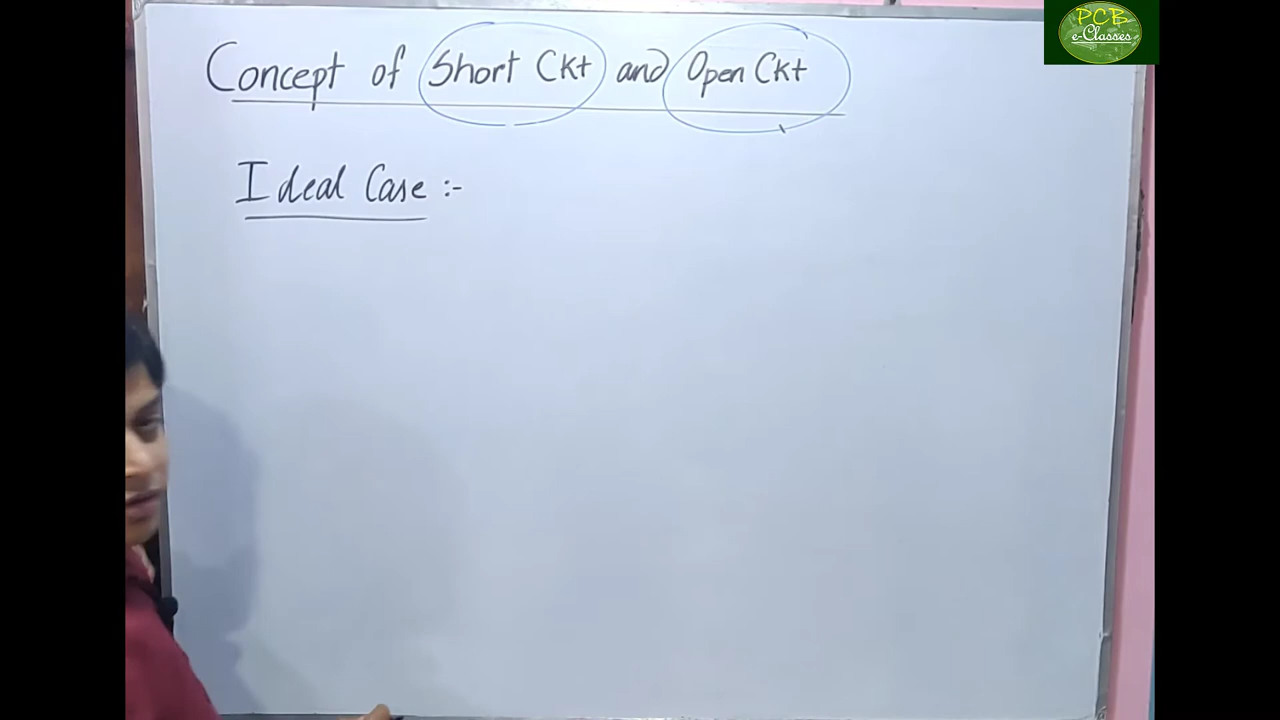 Concept of Short Ckt and Open Ckt
Ideal Case :-
PCB
e-Classes